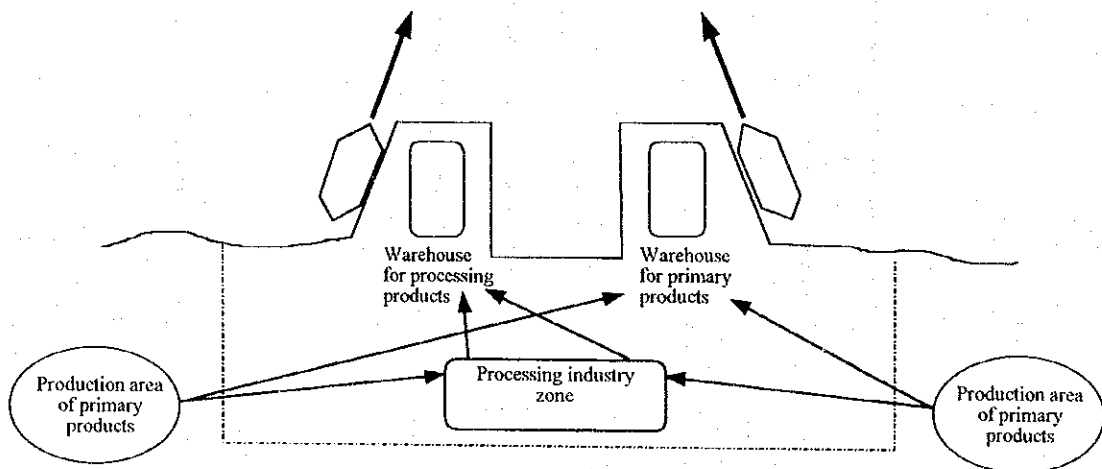 Warehouse
for processing
products
Warehouse
for primary
products
Production area
of primary
products
Processing industry
zone
Production area
of primary
products